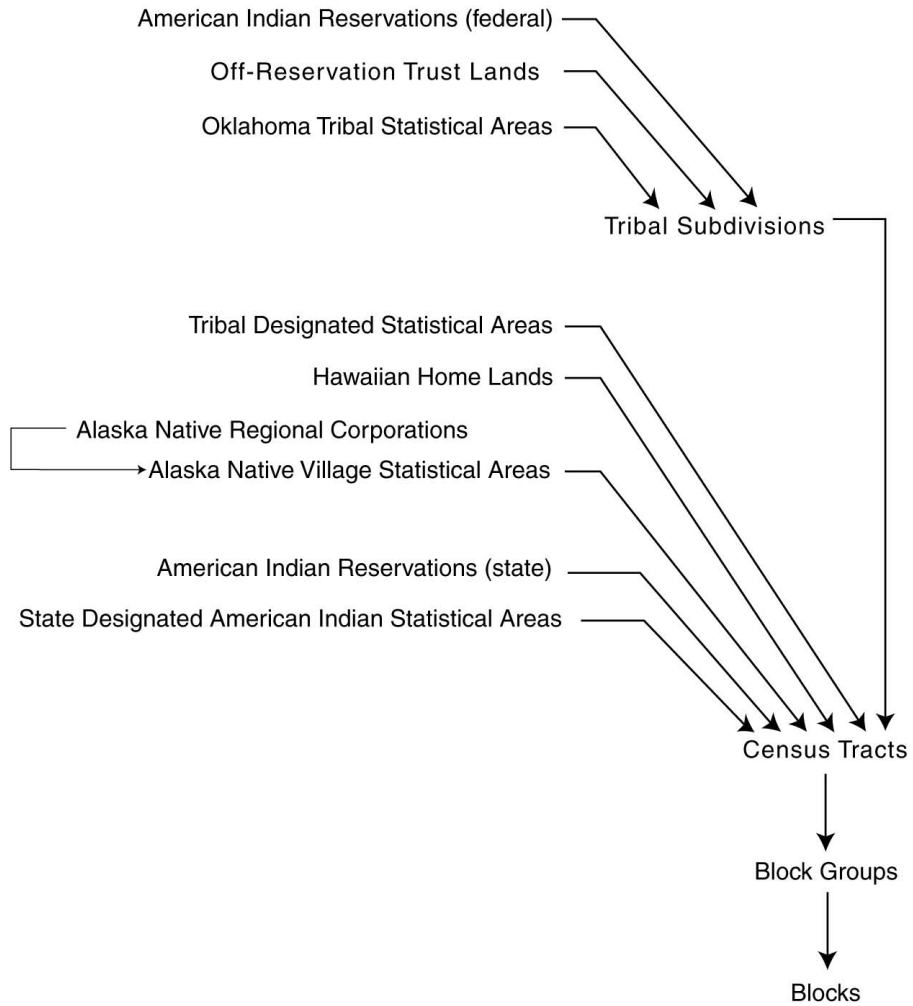 American Indian Reservations (federal)
Off-Reservation Trust Lands
Oklahoma Tribal Statistical Areas
Tribal Subdivisions
Tribal Designated Statistical Areas
Hawaiian Home Lands
Alaska Native Regional Corporations
Alaska Native Village Statistical Areas
American Indian Reservations (state)
State Designated American Indian Statistical Areas
Census Tracts
Block Groups
Blocks